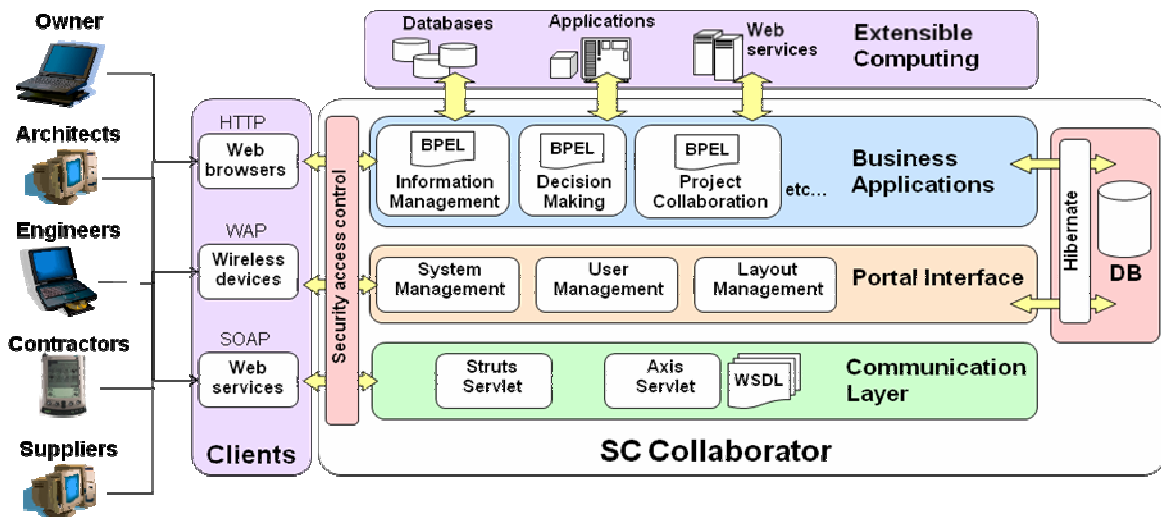 Owner
Architects
Engineers
Contractors
Suppliers
HTTP
Web
browsers
WAP
Wireless
devices
SOAP
Web
services
Clients
Databases
Applications
Web
services
Extensible
Computing
Security access control
BPEL
Information
Management
BPEL
Decision
Making
BPEL
Project
Collaboration
etc...
Business
Applications
System
Management
User
Management
Layout
Management
Portal Interface
Struts
Servlet
Axis
Servlet
WSDL
Communication
Layer
SC Collaborator
Hibernate
DB